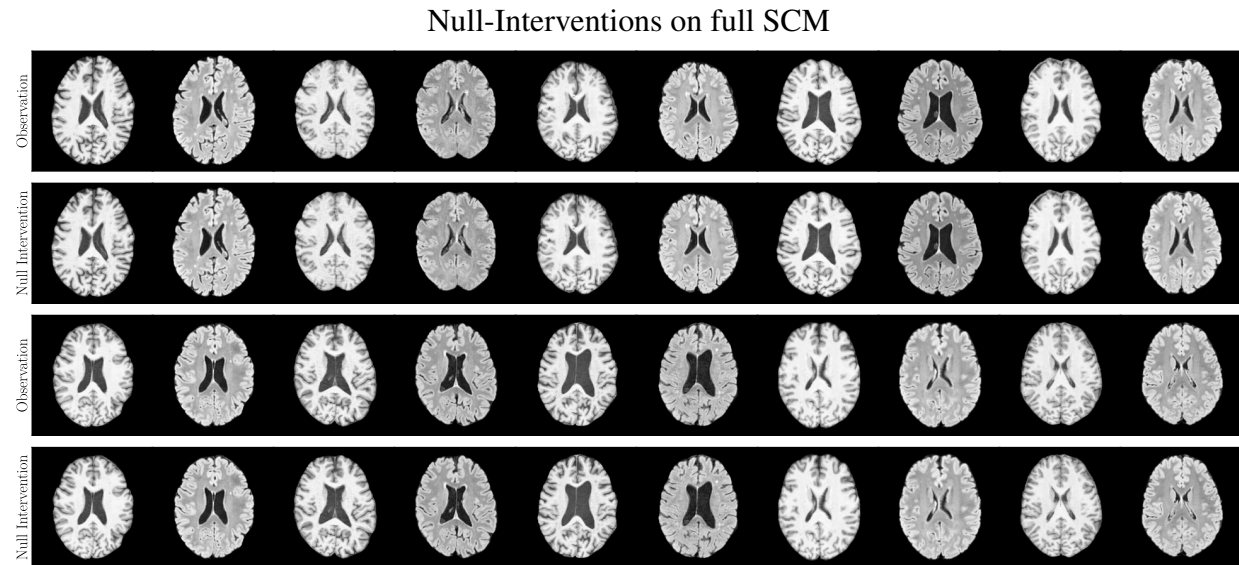 Null-Interventions on full SCM
Observation
Null Intervention
Observation
Null Intervention